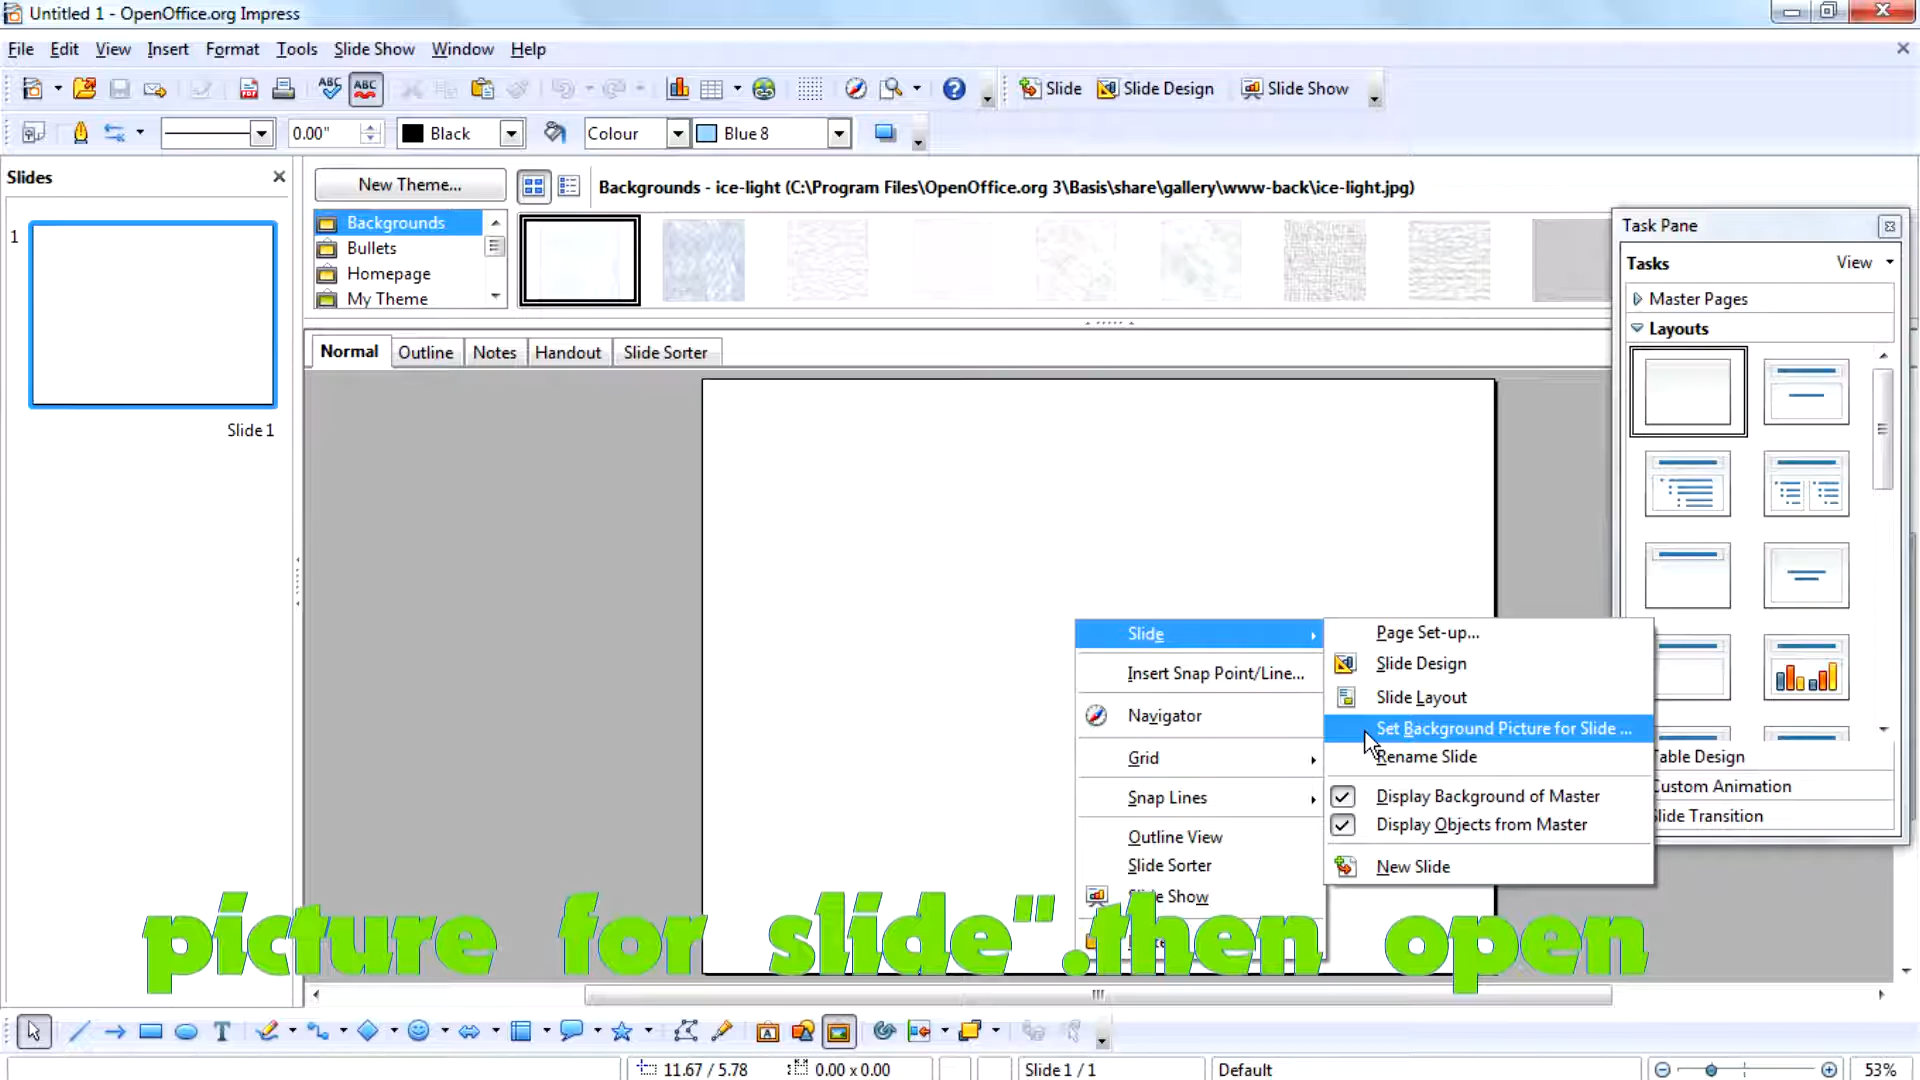 Untitled 1 - OpenOffice.org Impress
File Edit View Insert Format Tools Slide Show Window Help
Slide Slide Design Slide Show
0.00" Black Colour Blue 8
Slides
1
Slide 1
New Theme... Backgrounds - ice-light (C:\Program Files\OpenOffice.org 3\Basis\share\gallery\www-back\ice-light.jpg)
Backgrounds
Bullets
Homepage
My Theme
Normal Outline Notes Handout Slide Sorter
Task Pane
Tasks View
Master Pages
Layouts
Table Design
Custom Animation
Slide Transition
Slide
Insert Snap Point/Line...
Navigator
Grid
Snap Lines
Outline View
Slide Sorter
Slide Show
Page Set-up...
Slide Design
Slide Layout
Set Background Picture for Slide ...
Rename Slide
Display Background of Master
Display Objects from Master
New Slide
picture for slide".then open
11.67 / 5.78 0.00 x 0.00 Slide 1 / 1 Default 53%